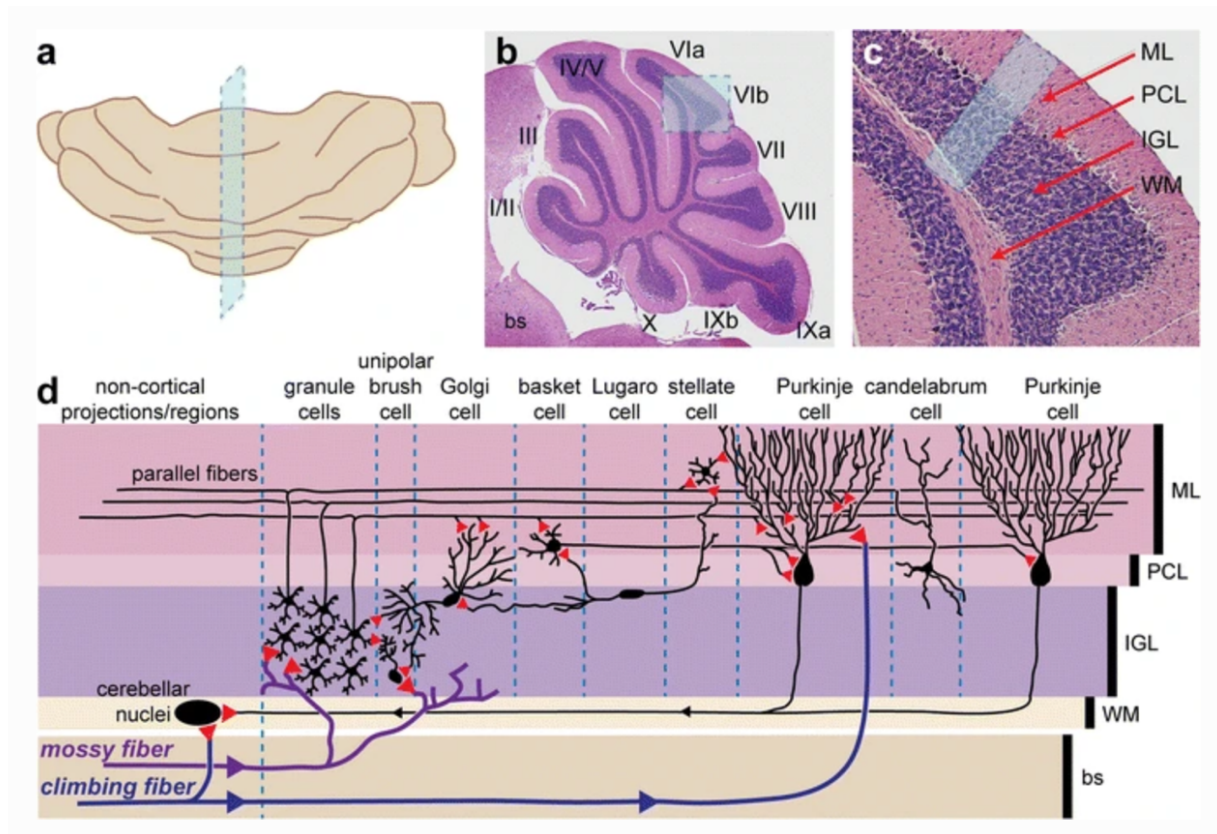 a
b
VIa
IV/V
VIb
III
VII
I/II
VIII
bs
X
IXb
IXa
c
ML
PCL
IGL
WM
d
non-cortical
projections/regions
granule
cells
unipolar
brush
cell
Golgi
cell
basket
cell
Lugaro
cell
stellate
cell
Purkinje
cell
candelabrum
cell
Purkinje
cell
parallel fibers
ML
PCL
IGL
cerebellar
nuclei
WM
mossy fiber
climbing fiber
bs